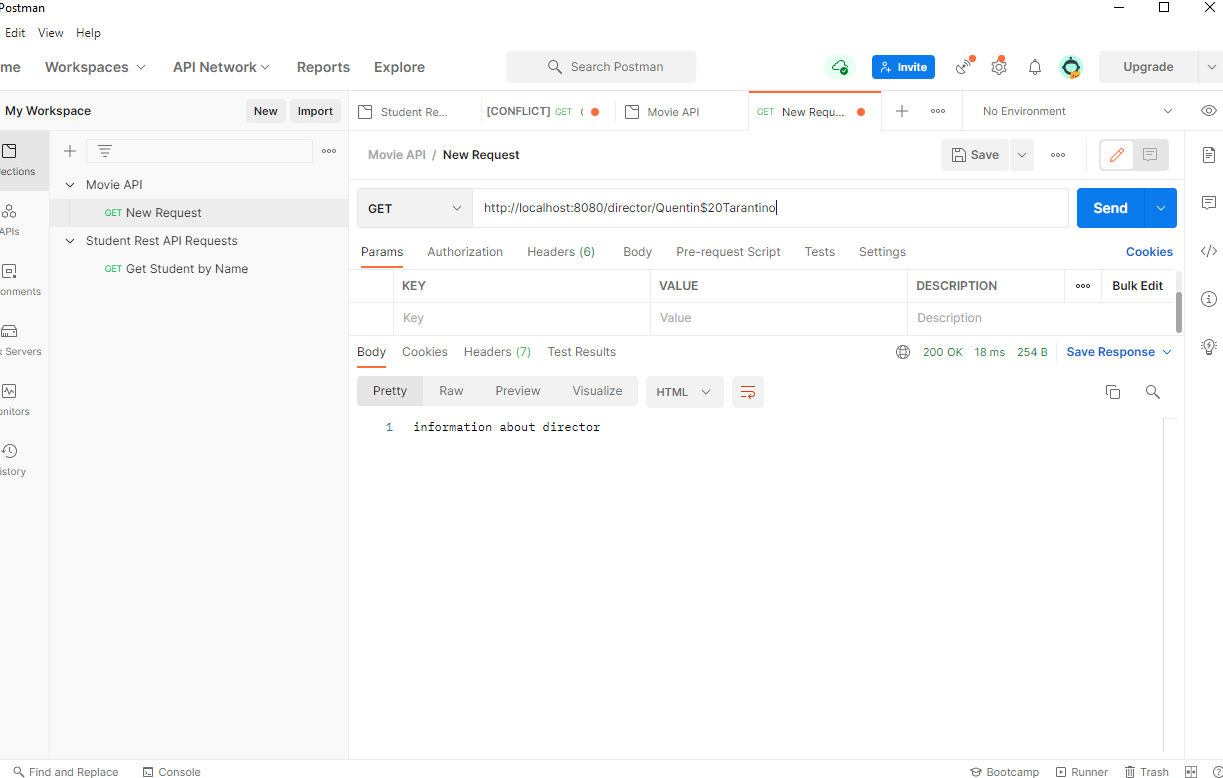 Postman
Edit View Help
me Workspaces API Network Reports Explore Search Postman Invite Upgrade
My Workspace New Import Student Re... [CONFLICT] GET Movie API GET New Requ... No Environment
lections
Movie API / New Request Save
Movie API
GET New Request
GET http://localhost:8080/director/Quentin$20Tarantino Send
APIs
Student Rest API Requests
GET Get Student by Name
Params Authorization Headers (6) Body Pre-request Script Tests Settings Cookies
onments
KEY VALUE DESCRIPTION Bulk Edit
Key Value Description
k Servers
Body Cookies Headers (7) Test Results 200 OK 18 ms 254 B Save Response
Pretty Raw Preview Visualize HTML
onitors
1 information about director
istory
Find and Replace Console Bootcamp Runner Trash